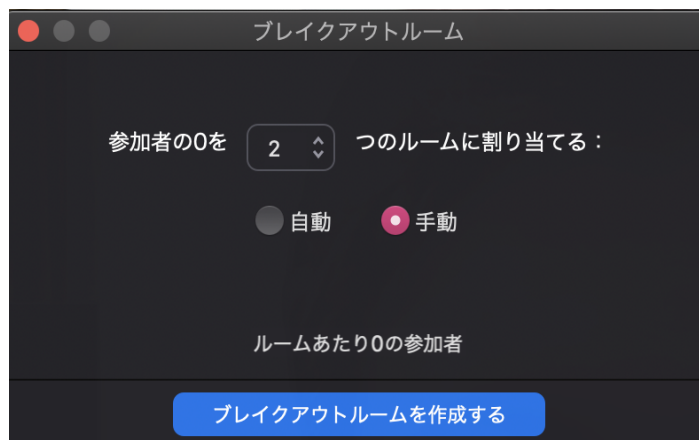 ブレイクアウトルーム
参加者の0を 2 つのルームに割り当てる：
自動 手動
ルームあたり0の参加者
ブレイクアウトルームを作成する